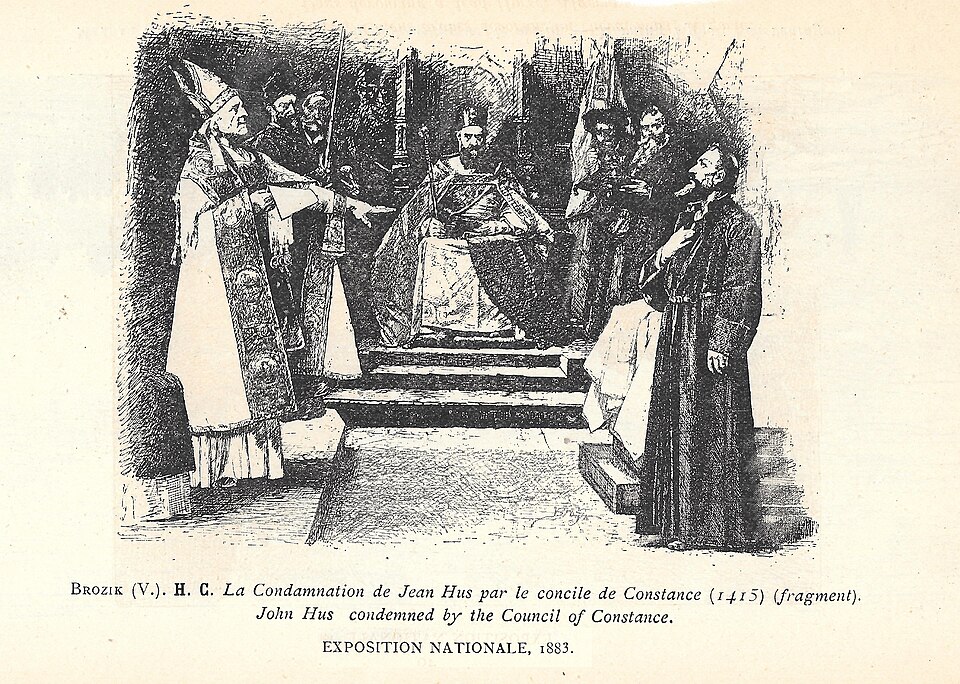 BROZIK (V.). H. C. La Condamnation de Jean Hus par le concile de Constance (1415) (fragment).
John Hus condemned by the Council of Constance.
EXPOSITION NATIONALE, 1883.